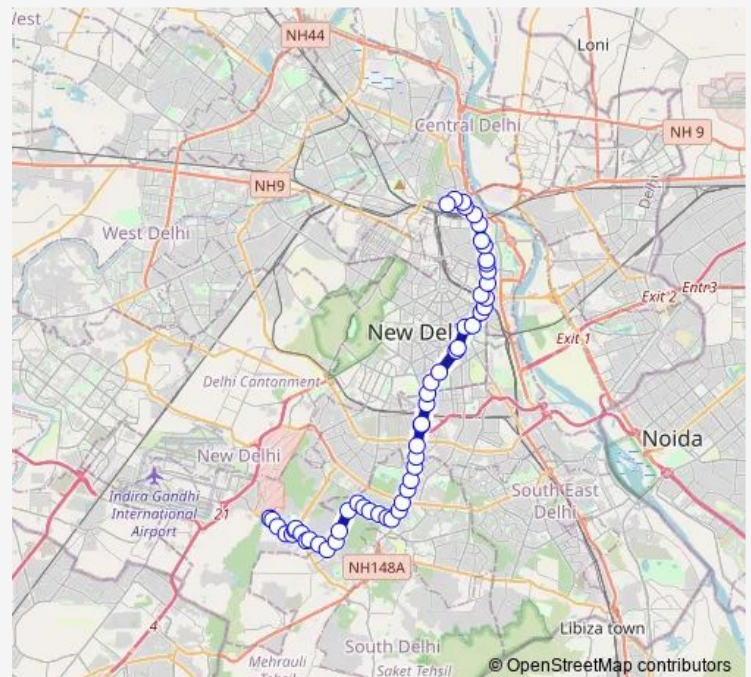 West
NH44
Loni
Central Delhi
NH 9
NH9
Delhi
West Delhi
Exit 2
Entr3
New Del
Exit 1
Delhi Cantonment
Noida
New Delhi
Indira Gandhi
International
Airport
21
South East
Delhi
NH148A
4
Libiza town
South Delhi
Mehrauli
Tehsil
Saket Tehsil
© OpenStreetMap contributors